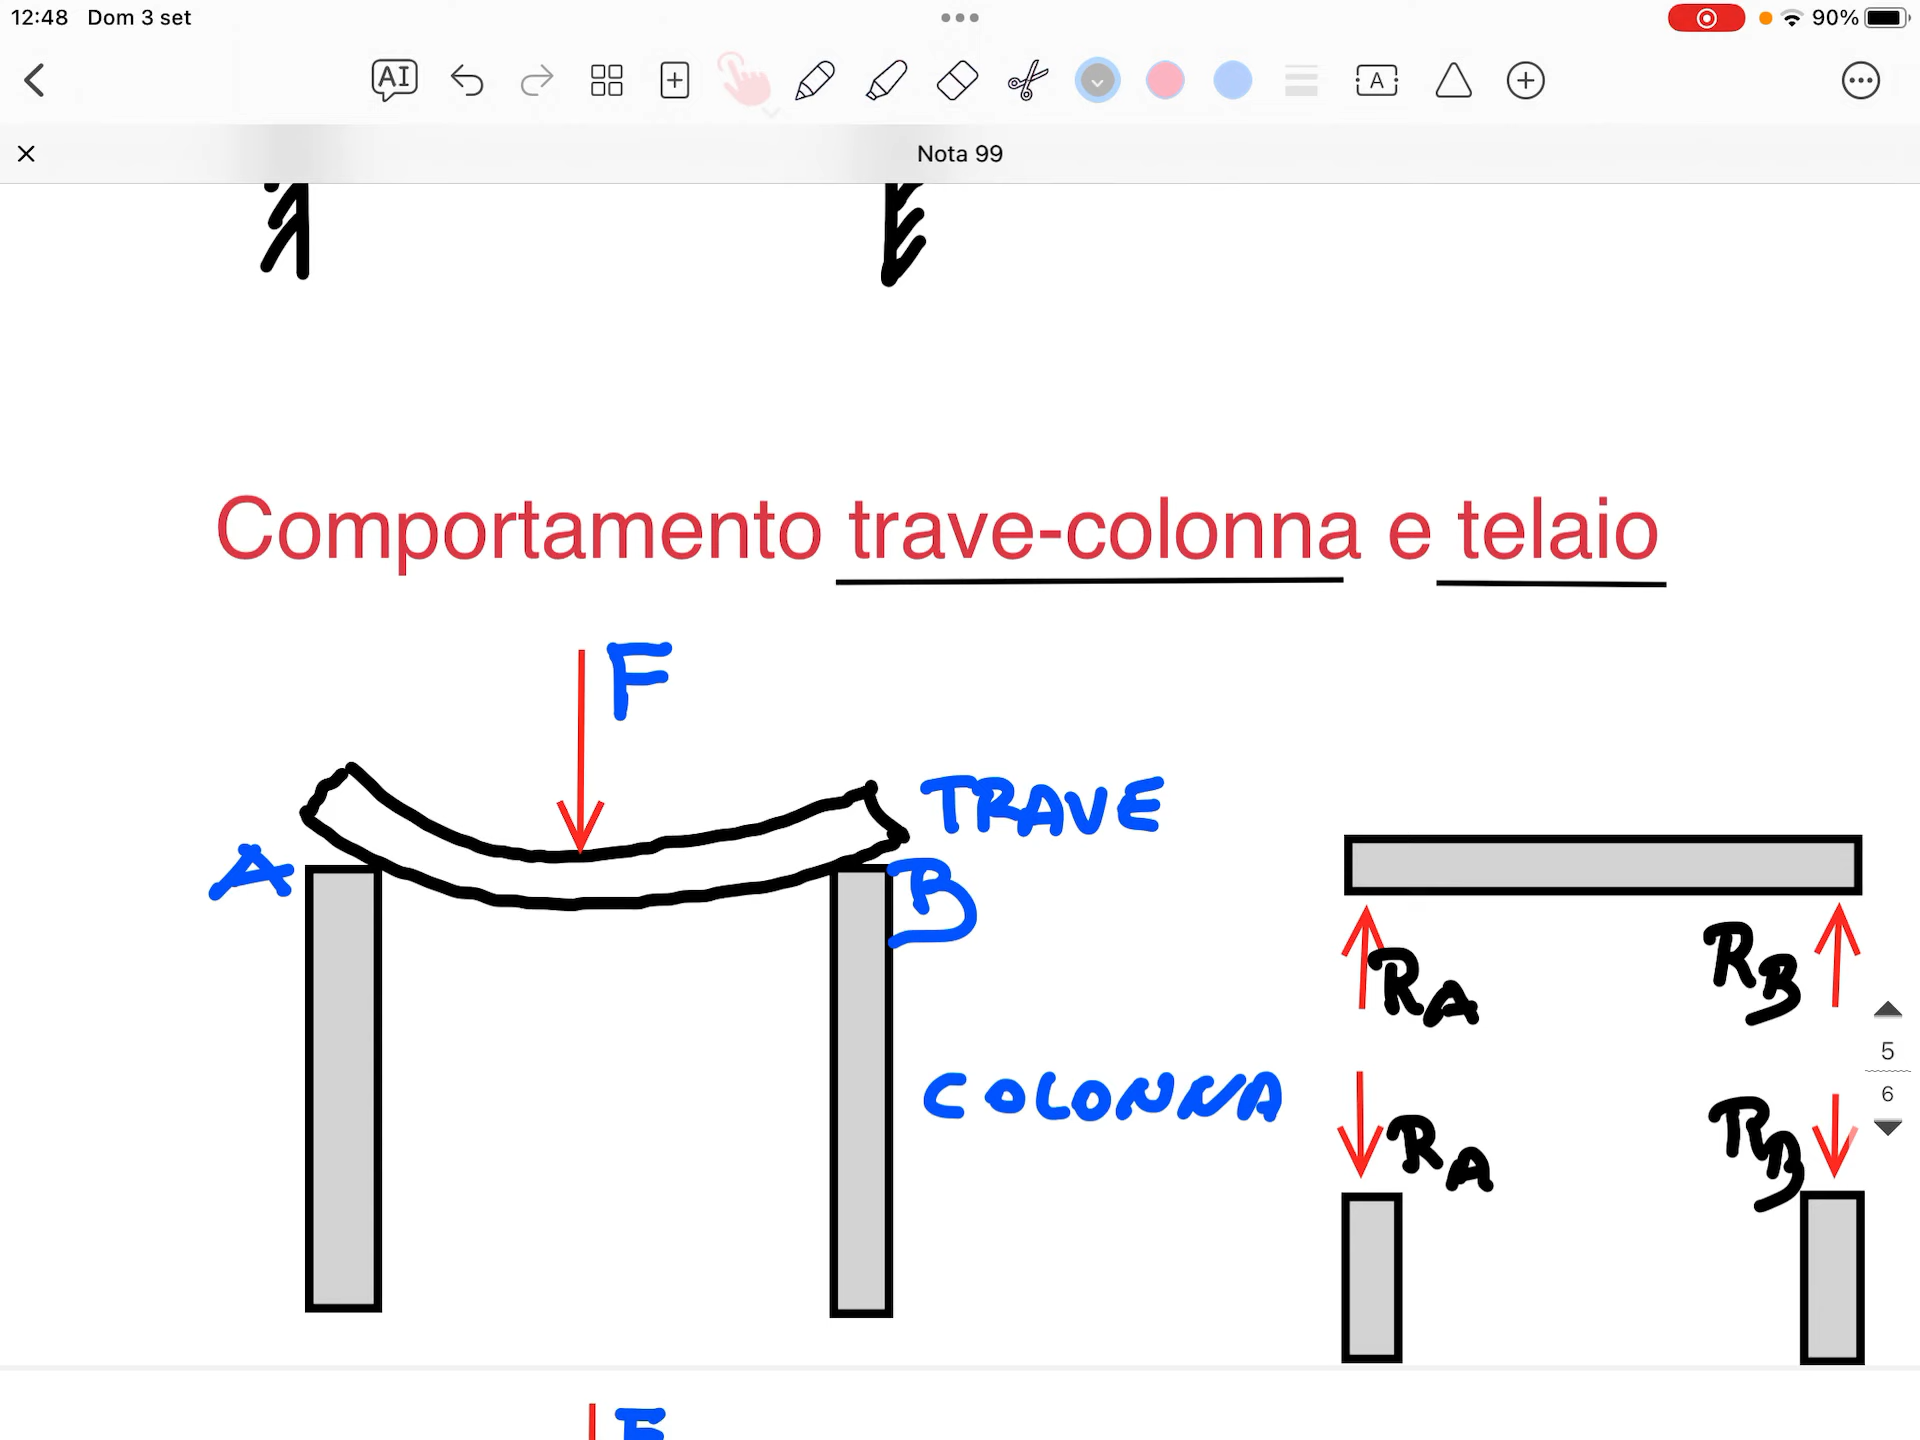 12:48 Dom 3 set
90%
AI
A
Nota 99
Comportamento trave-colonna e telaio
F
TRAVE
A
B
RA
RB
5
6
COLONNA
RA
RB
F